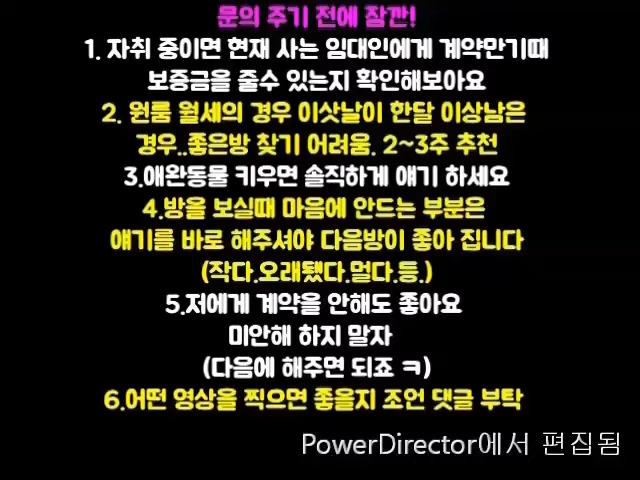 문의 주기 전에 잠깐!
1. 자취 중이면 현재 사는 임대인에게 계약만기때
보증금을 줄수 있는지 확인해보아요
2. 원룸 월세의 경우 이삿날이 한달 이상남은
경우..좋은방 찾기 어려움. 2~3주 추천
3.애완동물 키우면 솔직하게 얘기 하세요
4.방을 보실때 마음에 안드는 부분은
얘기를 바로 해주셔야 다음방이 좋아 집니다
(작다.오래됐다.멀다.등.)
5.저에게 계약을 안해도 좋아요
미안해 하지 말자
(다음에 해주면 되죠 ㅋ)
6.어떤 영상을 찍으면 좋을지 조언 댓글 부탁
PowerDirector에서 편집됨